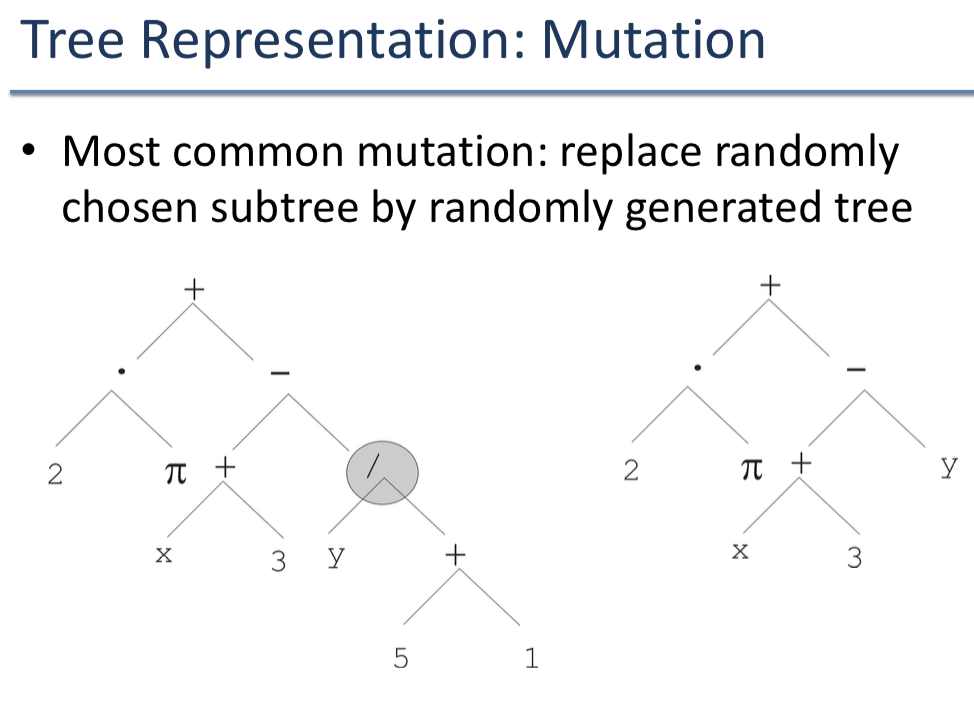 Tree Representation: Mutation
• Most common mutation: replace randomly
chosen subtree by randomly generated tree
+
· −
2 π + /
x 3 y +
5 1
+
· −
2 π + y
x 3